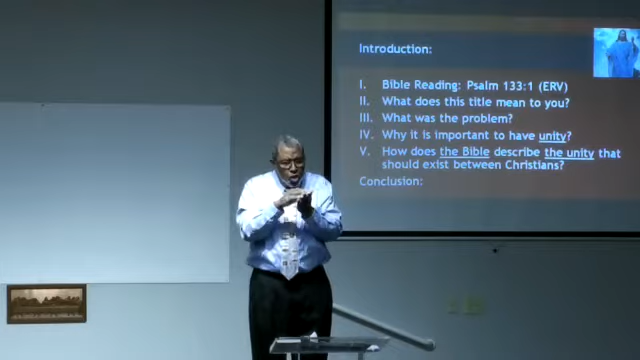 Introduction:
I. Bible Reading: Psalm 133:1 (ERV)
II. What does this title mean to you?
III. What was the problem?
IV. Why it is important to have unity?
V. How does the Bible describe the unity that
should exist between Christians?
Conclusion: